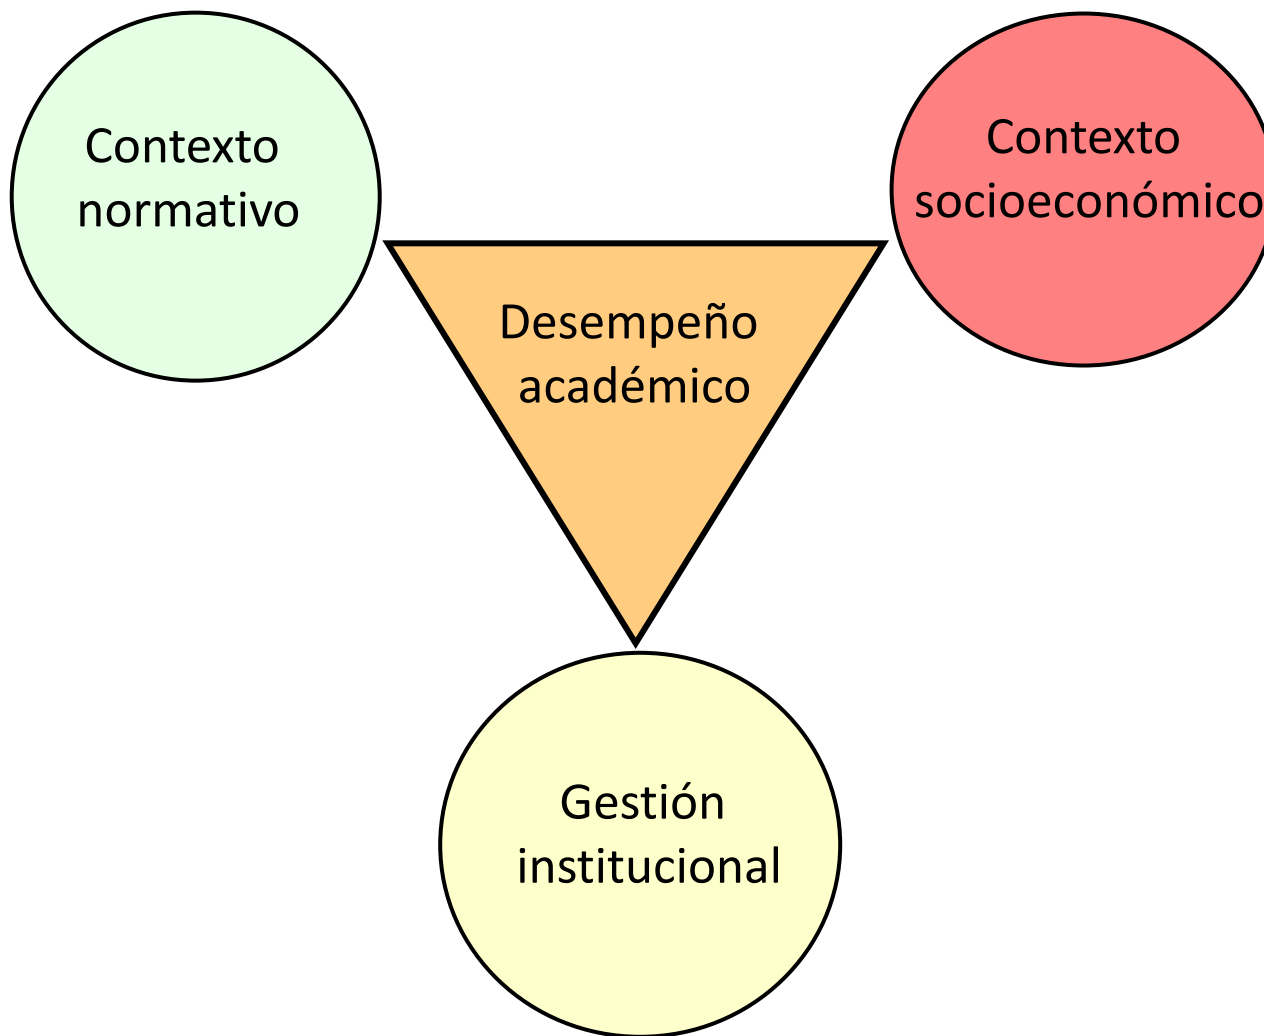 Contexto
normativo
Contexto
socioeconómico
Desempeño
académico
Gestión
institucional